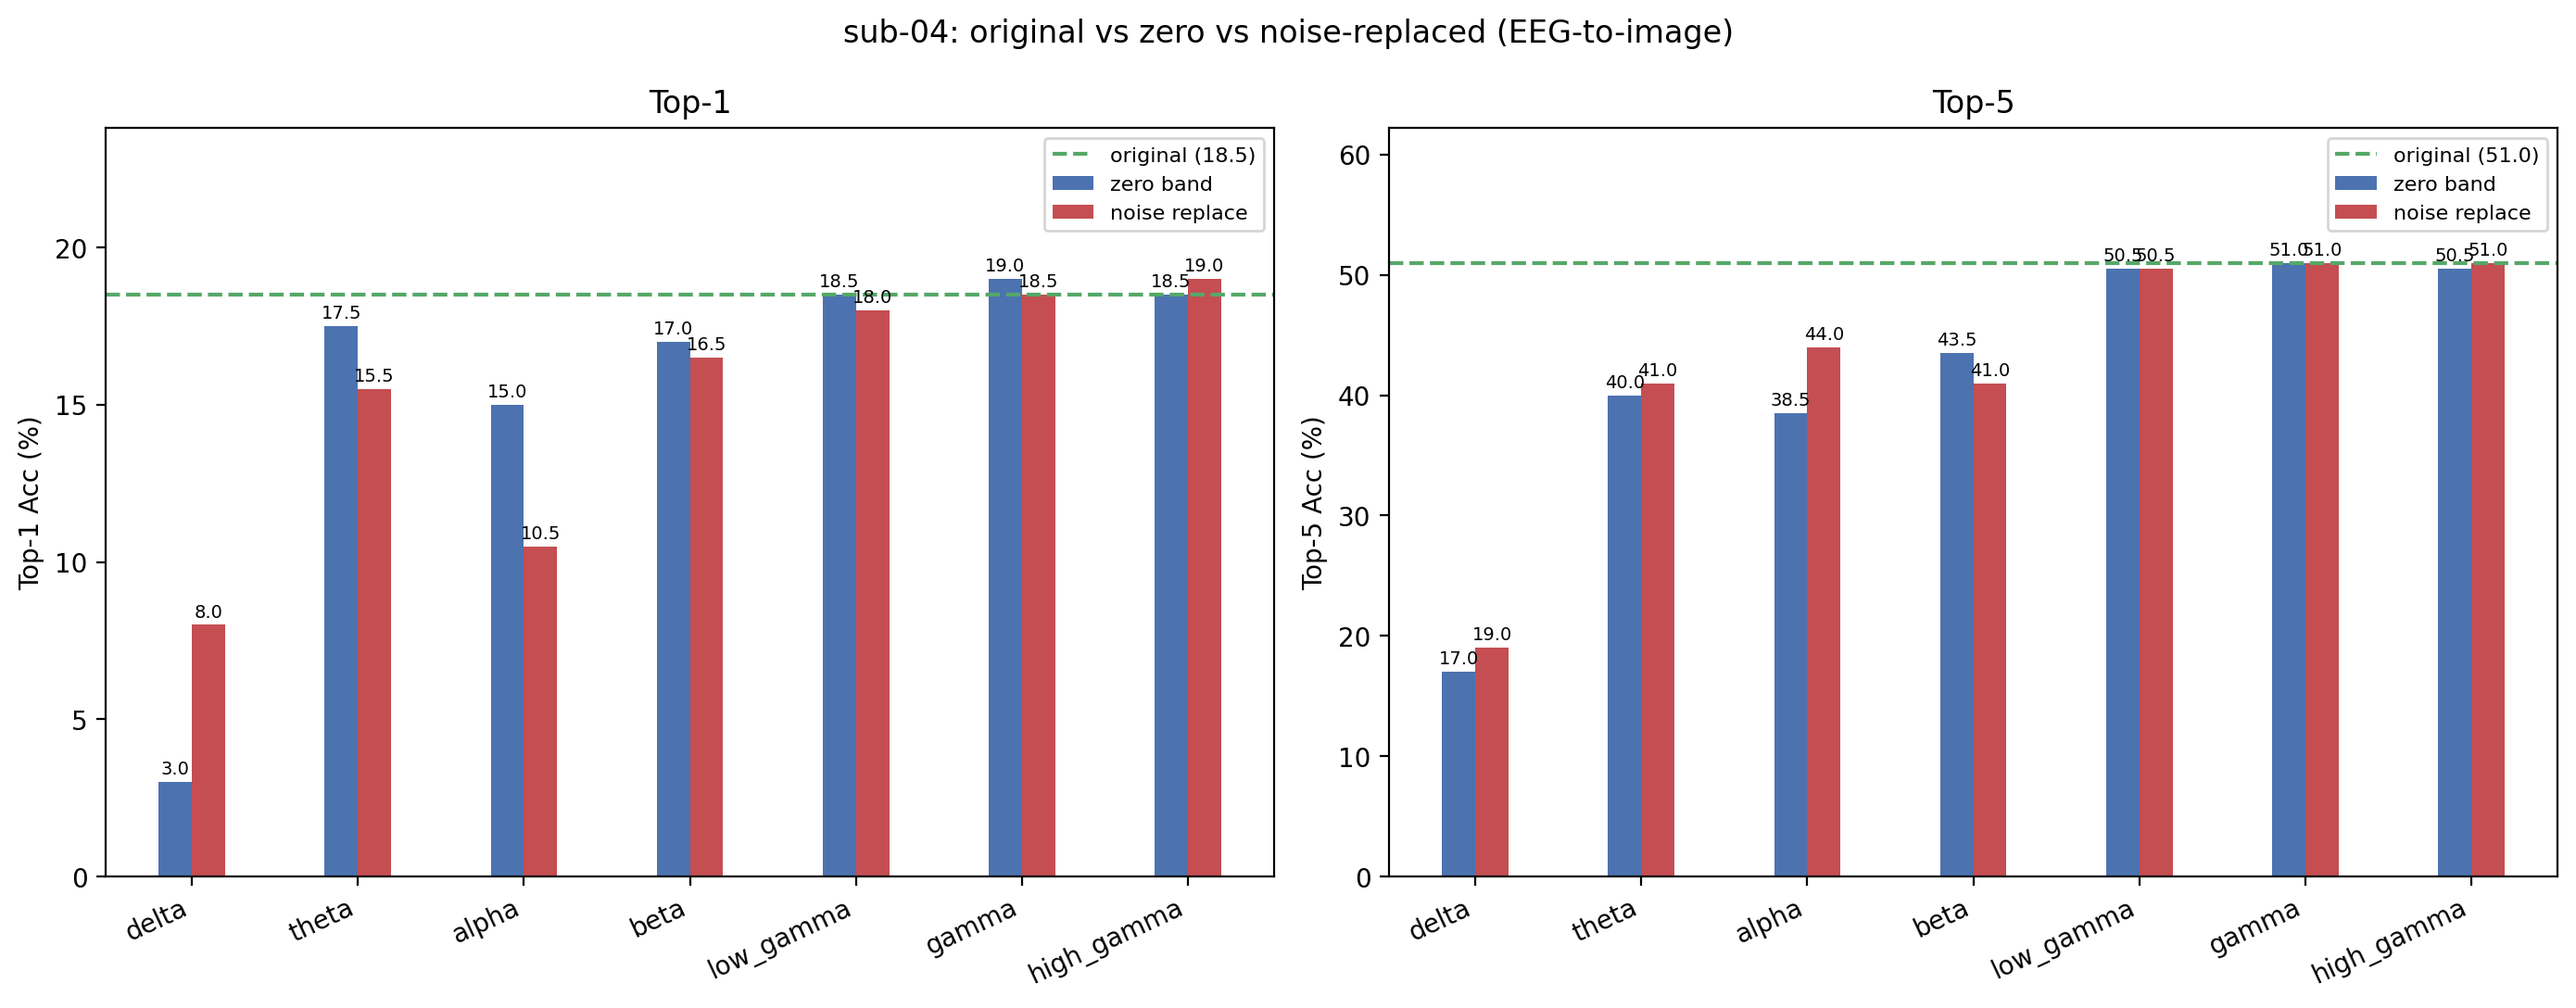 sub-04: original vs zero vs noise-replaced (EEG-to-image)
Top-1
original (18.5)
zero band
noise replace
Top-1 Acc (%)
20
15
10
5
0
3.0
8.0
17.5
15.5
15.0
10.5
17.0
16.5
18.5
18.0
19.0
18.5
18.5
19.0
delta
theta
alpha
beta
low_gamma
gamma
high_gamma
Top-5
original (51.0)
zero band
noise replace
Top-5 Acc (%)
60
50
40
30
20
10
0
17.0
19.0
40.0
41.0
38.5
44.0
43.5
41.0
50.5
50.5
51.0
51.0
50.5
51.0
delta
theta
alpha
beta
low_gamma
gamma
high_gamma